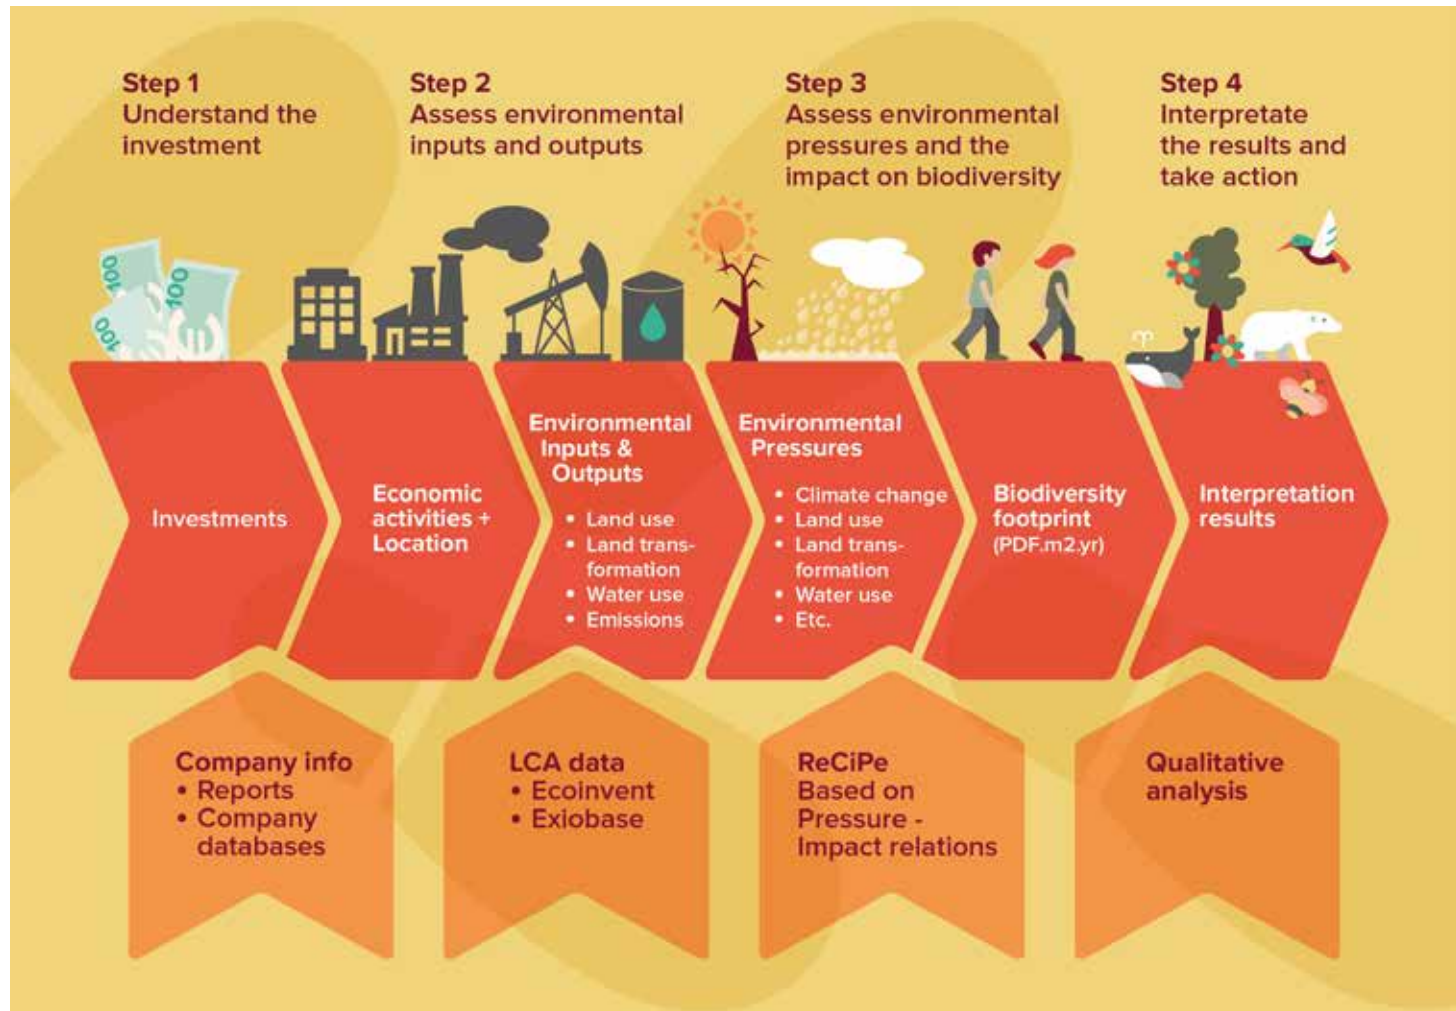 Step 1
Understand the
investment
Step 2
Assess environmental
inputs and outputs
Step 3
Assess environmental
pressures and the
impact on biodiversity
Step 4
Interpretate
the results and
take action
100
100
100
Investments
Economic
activities +
Location
Environmental
Inputs &
Outputs
• Land use
• Land trans-
formation
• Water use
• Emissions
Environmental
Pressures
• Climate change
• Land use
• Land trans-
formation
• Water use
• Etc.
Biodiversity
footprint
(PDF.m2.yr)
Interpretation
results
Company info
• Reports
• Company
databases
LCA data
• Ecoinvent
• Exiobase
ReCiPe
Based on
Pressure -
Impact relations
Qualitative
analysis